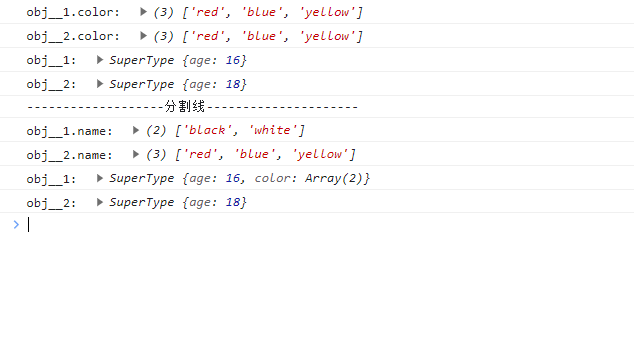 obj__1.color: ▶ (3) ['red', 'blue', 'yellow']
obj__2.color: ▶ (3) ['red', 'blue', 'yellow']
obj__1: ▶ SuperType {age: 16}
obj__2: ▶ SuperType {age: 18}
-------------------分割线---------------------
obj__1.name: ▶ (2) ['black', 'white']
obj__2.name: ▶ (3) ['red', 'blue', 'yellow']
obj__1: ▶ SuperType {age: 16, color: Array(2)}
obj__2: ▶ SuperType {age: 18}